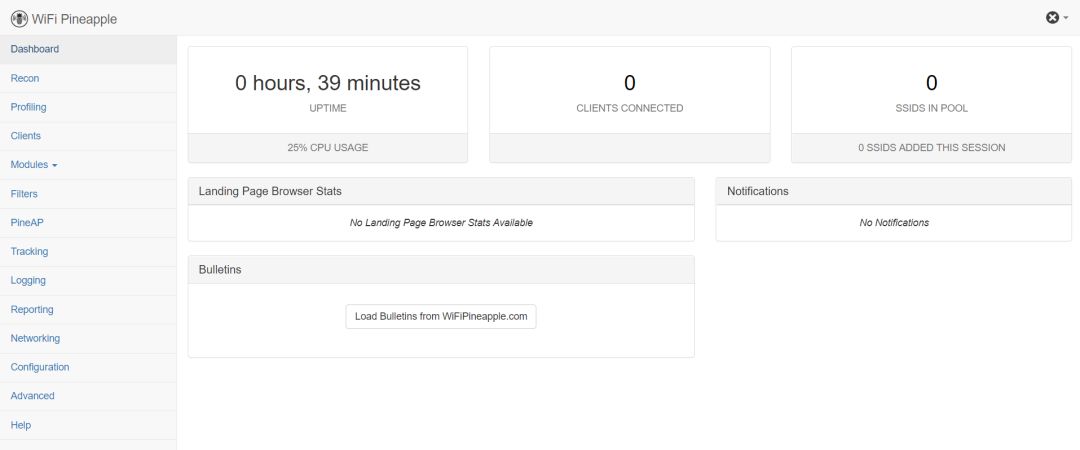 WiFi Pineapple
Dashboard
Recon
Profiling
Clients
Modules
Filters
PineAP
Tracking
Logging
Reporting
Networking
Configuration
Advanced
Help
0 hours, 39 minutes
UPTIME
25% CPU USAGE
0
CLIENTS CONNECTED
0
SSIDS IN POOL
0 SSIDS ADDED THIS SESSION
Landing Page Browser Stats
No Landing Page Browser Stats Available
Notifications
No Notifications
Bulletins
Load Bulletins from WiFiPineapple.com